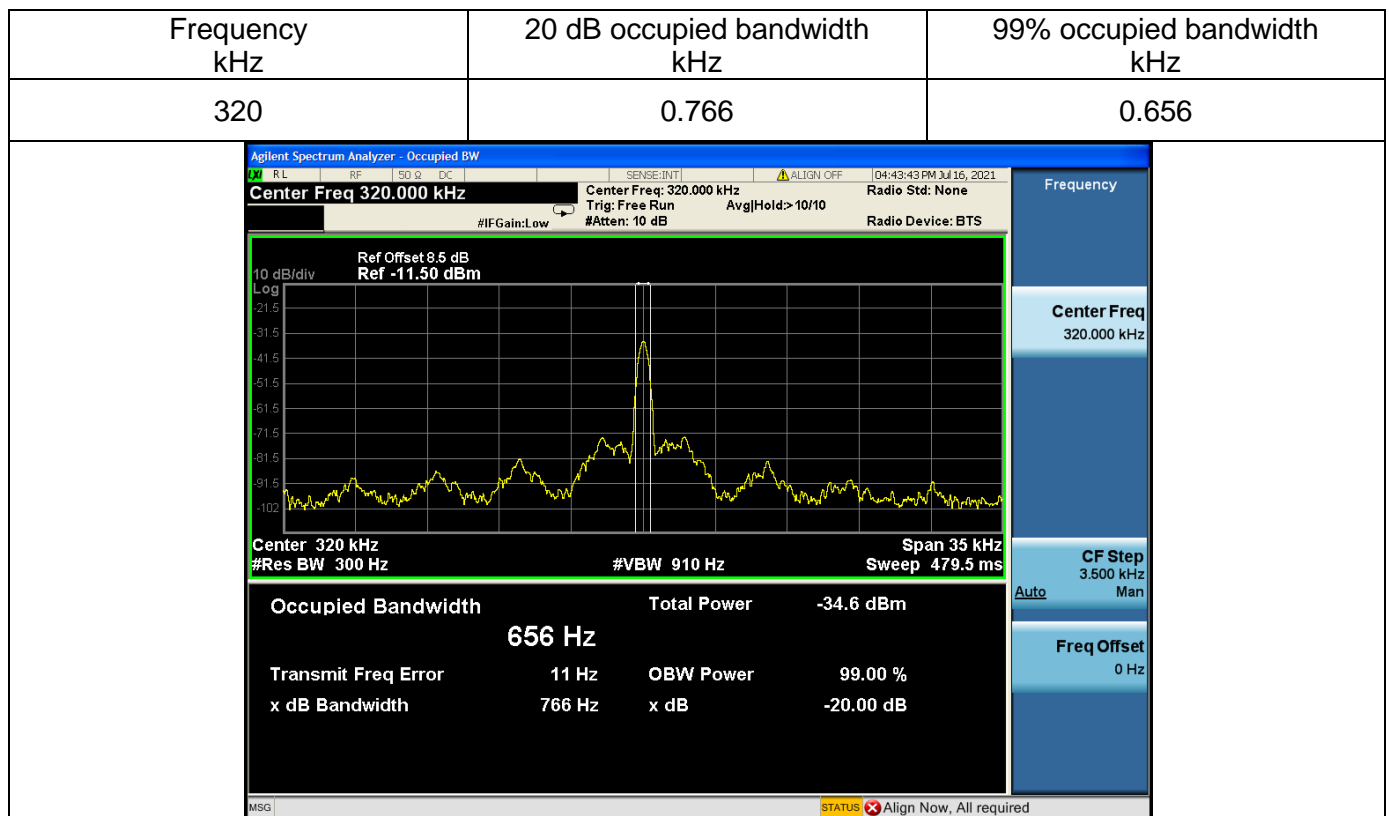 Frequency
kHz
20 dB occupied bandwidth
kHz
99% occupied bandwidth
kHz
320
0.766
0.656
Agilent Spectrum Analyzer - Occupied BW
LXI RL RF 50 Ω DC SENSE:INT ALIGN OFF 04:43:43 PM Jul 16, 2021
Center Freq 320.000 kHz
Center Freq: 320.000 kHz
Radio Std: None
Trig: Free Run Avg|Hold:>10/10
#IFGain:Low #Atten: 10 dB
Radio Device: BTS
Frequency
Ref Offset 8.5 dB
10 dB/div Ref -11.50 dBm
Log
-21.5
-31.5
-41.5
-51.5
-61.5
-71.5
-81.5
-91.5
-102
Center 320 kHz Span 35 kHz
#Res BW 300 Hz #VBW 910 Hz Sweep 479.5 ms
Center Freq
320.000 kHz
CF Step
3.500 kHz
Auto Man
Freq Offset
0 Hz
Occupied Bandwidth Total Power -34.6 dBm
656 Hz
Transmit Freq Error 11 Hz OBW Power 99.00 %
x dB Bandwidth 766 Hz x dB -20.00 dB
MSG STATUS Align Now, All required